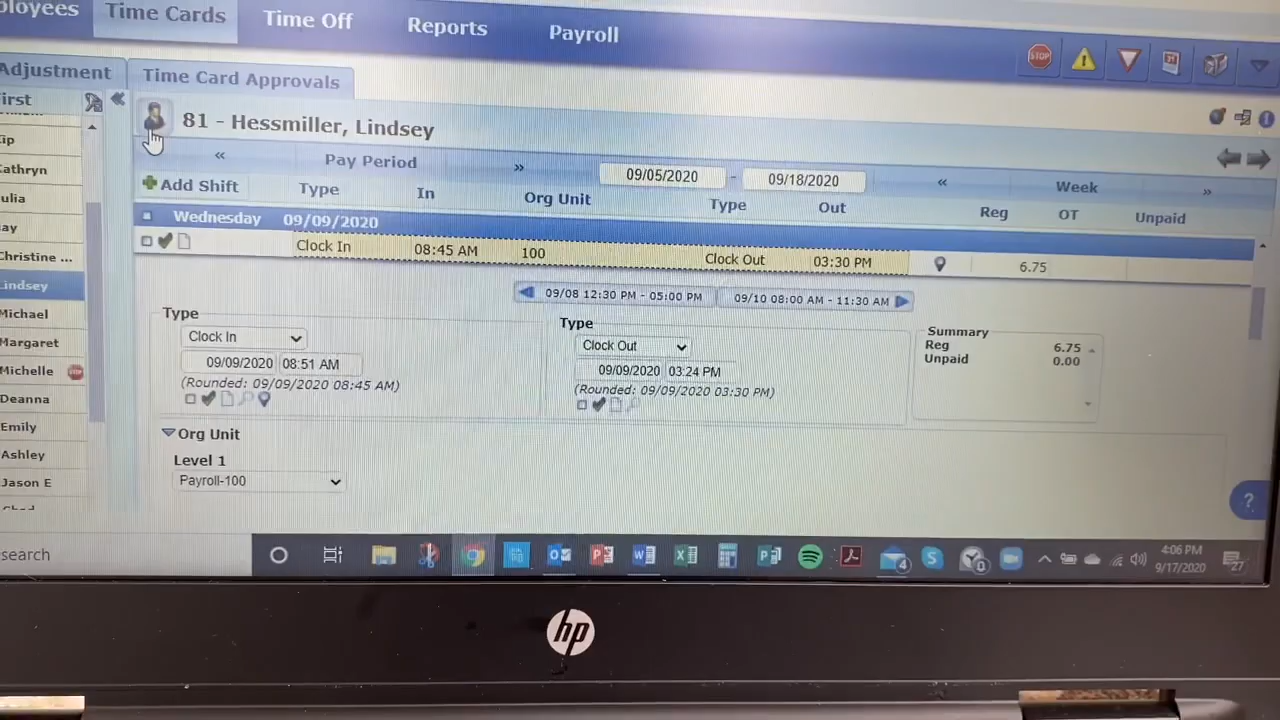 ployees Time Cards Time Off Reports Payroll
STOP
Adjustment Time Card Approvals
First
81 - Hessmiller, Lindsey
Pay Period 09/05/2020 - 09/18/2020 Week
Add Shift Type In Org Unit Type Out Reg OT Unpaid
Wednesday 09/09/2020
Clock In 08:45 AM 100 Clock Out 03:30 PM 6.75
09/08 12:30 PM - 05:00 PM 09/10 08:00 AM - 11:30 AM
ip
athryn
ulia
ay
Christine ...
Lindsey
Michael
Margaret
Michelle
Deanna
Emily
Ashley
Jason E
Type
Clock In
09/09/2020 08:51 AM
(Rounded: 09/09/2020 08:45 AM)
Type
Clock Out
09/09/2020 03:24 PM
(Rounded: 09/09/2020 03:30 PM)
Summary
Reg 6.75
Unpaid 0.00
Org Unit
Level 1
Payroll-100
?
search
4
0
4:06 PM
9/17/2020
27
hp